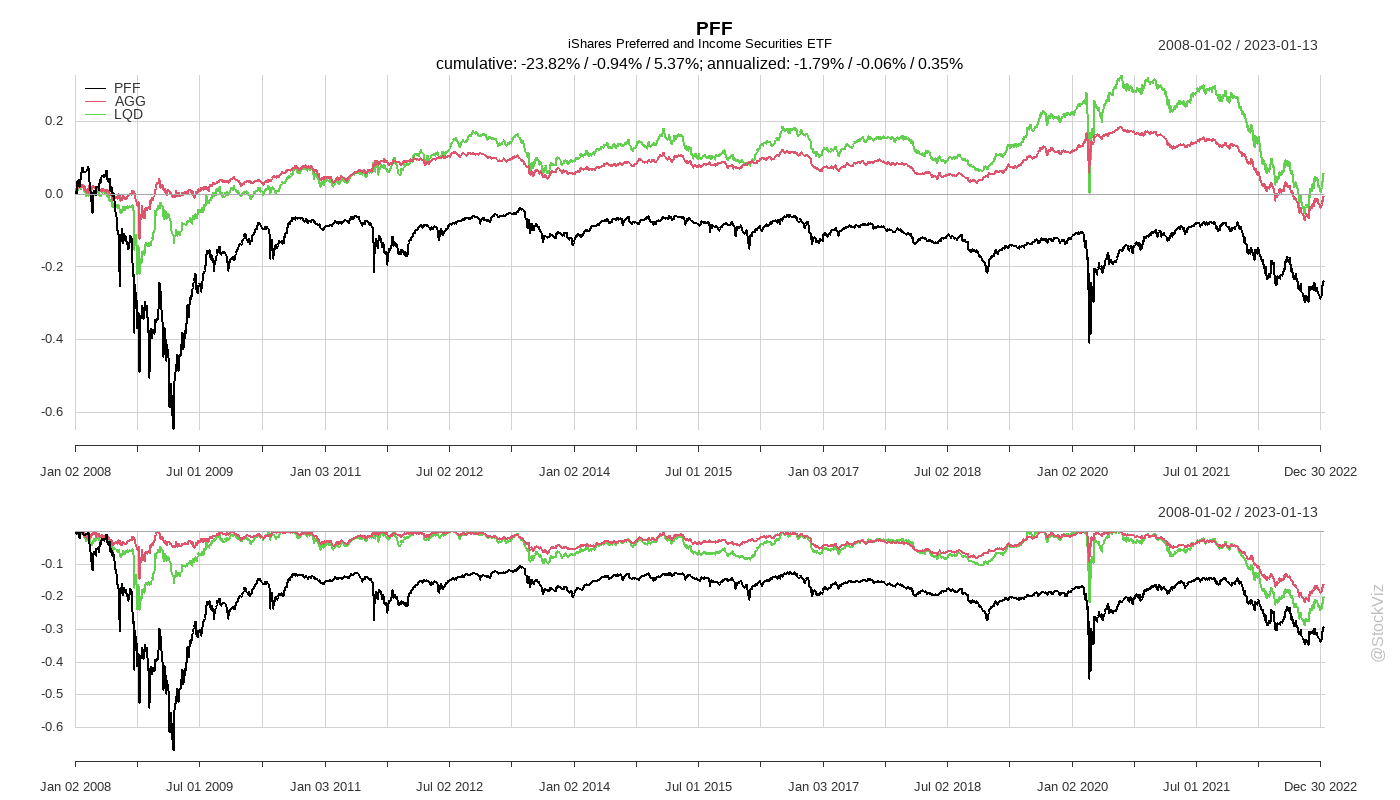 PFF
iShares Preferred and Income Securities ETF
2008-01-02 / 2023-01-13
cumulative: -23.82% / -0.94% / 5.37%; annualized: -1.79% / -0.06% / 0.35%
PFF
AGG
LQD
0.2
0.0
-0.2
-0.4
-0.6
Jan 02 2008 Jul 01 2009 Jan 03 2011 Jul 02 2012 Jan 02 2014 Jul 01 2015 Jan 03 2017 Jul 02 2018 Jan 02 2020 Jul 01 2021 Dec 30 2022
2008-01-02 / 2023-01-13
-0.1
-0.2
-0.3
-0.4
-0.5
-0.6
Jan 02 2008 Jul 01 2009 Jan 03 2011 Jul 02 2012 Jan 02 2014 Jul 01 2015 Jan 03 2017 Jul 02 2018 Jan 02 2020 Jul 01 2021 Dec 30 2022
@StockViz